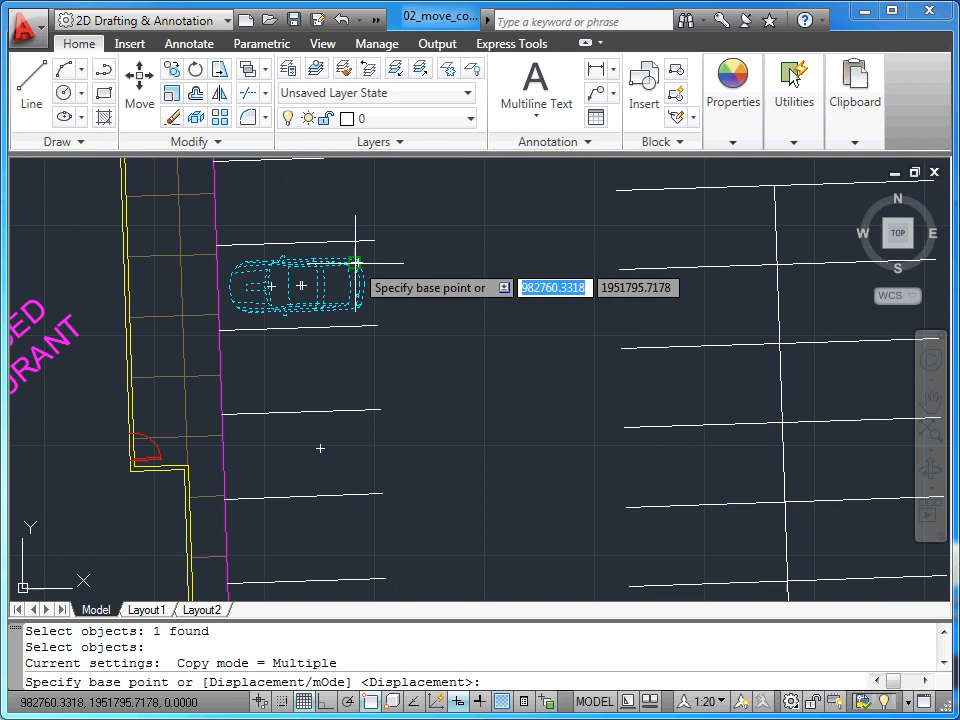 2D Drafting & Annotation
02_move_co...
Type a keyword or phrase
Home
Insert
Annotate
Parametric
View
Manage
Output
Express Tools
Line
Move
Unsaved Layer State
0
Multiline Text
Insert
Properties
Utilities
Clipboard
Draw
Modify
Layers
Annotation
Block
N
W
TOP
E
S
WCS
Specify base point or
982760.3318
1951795.7178
SED
URANT
Y
X
Model
Layout1
Layout2
Select objects: 1 found
Select objects:
Current settings:  Copy mode = Multiple
Specify base point or [Displacement/mOde] <Displacement>:
982760.3318, 1951795.7178, 0.0000
MODEL
1:20